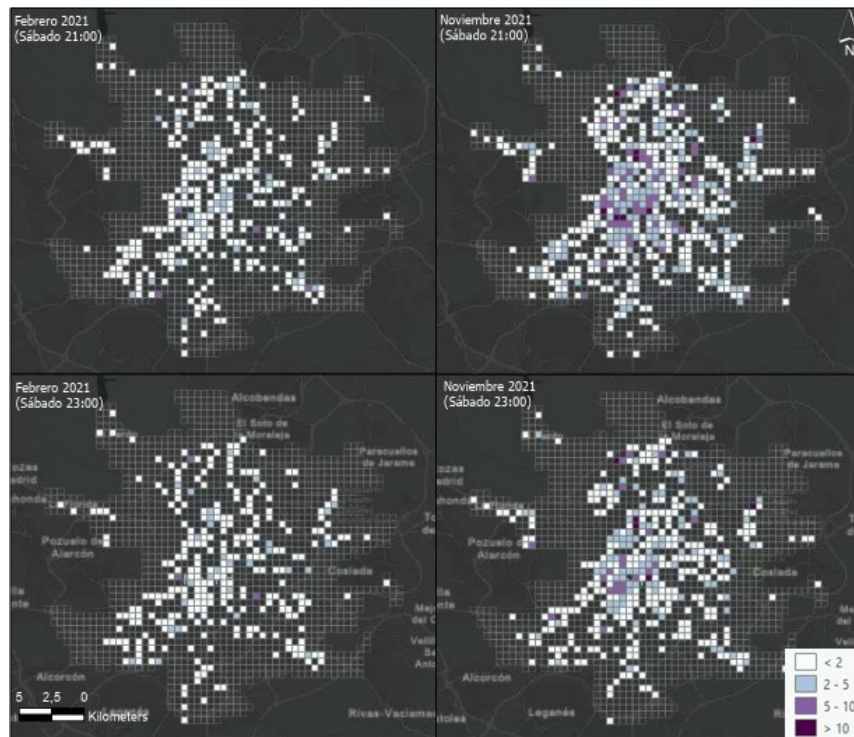 Febrero 2021
(Sábado 21:00)
Noviembre 2021
(Sábado 21:00)
N
Febrero 2021
(Sábado 23:00)
Alcobendas
El Soto de
Moraleja
Paracuellos
de Jarama
Pozuelo de
Alarcón
Coslada
Alcorcón
Leganés
Rivas-Vaciama
5 2,5 0
Kilometers
Noviembre 2021
(Sábado 23:00)
Alcobendas
El Soto de
la Moraleja
Paracuellos
de Jarama
Pozuelo de
Alarcón
Coslada
Alcorcón
Leganés
< 2
2 - 5
5 - 10
> 10